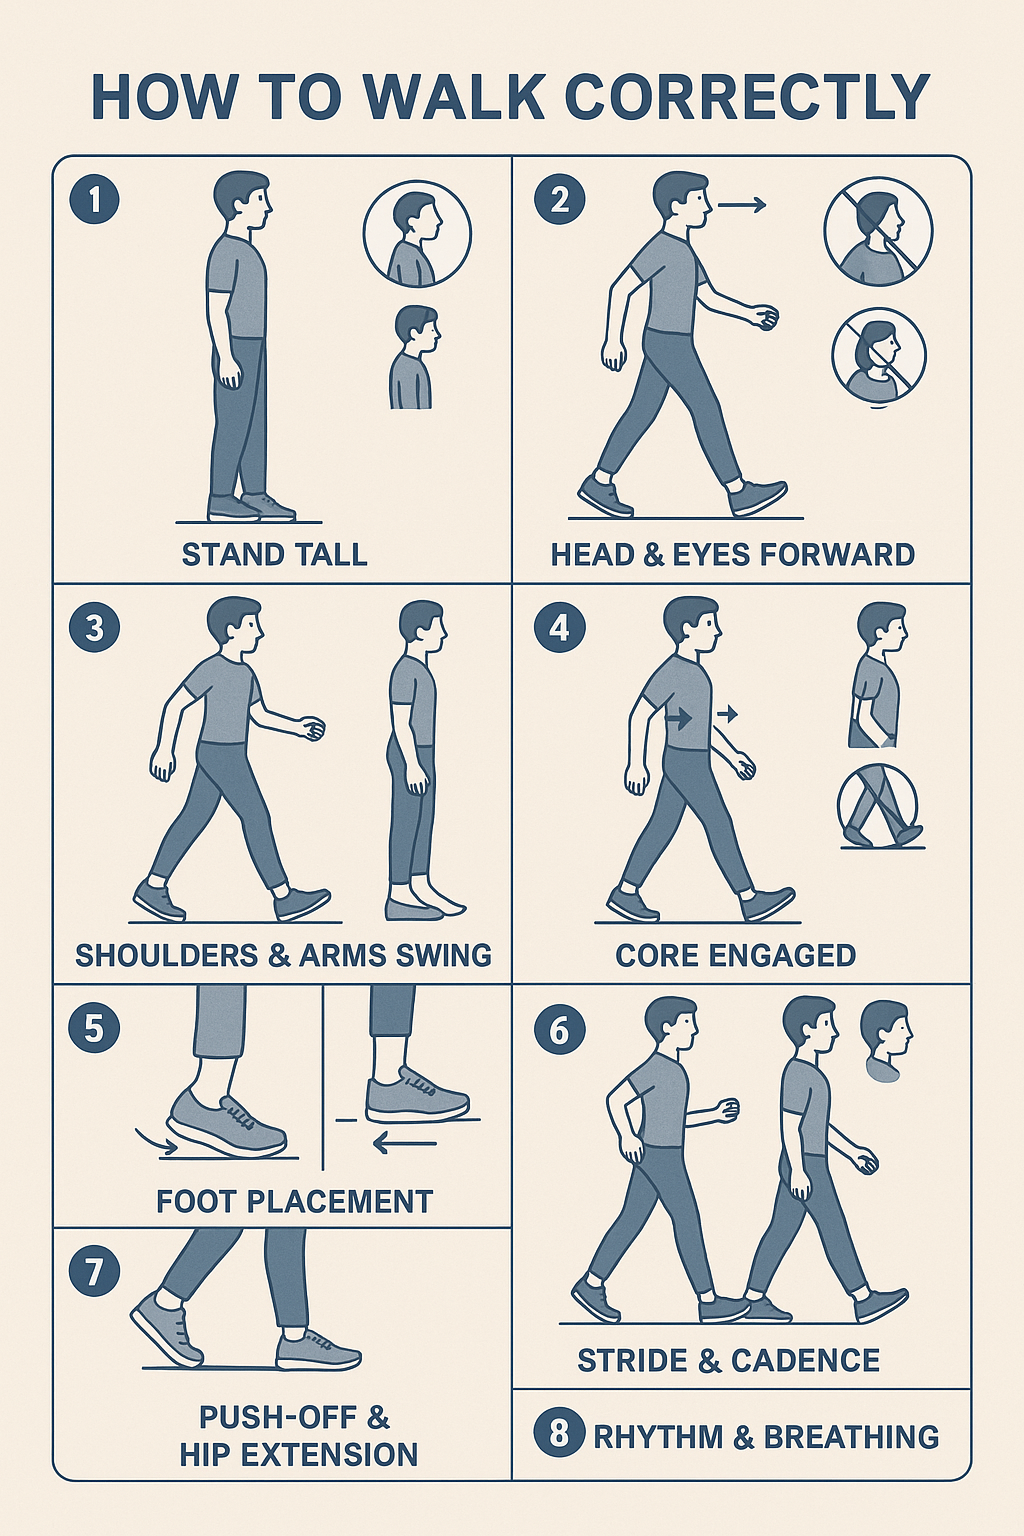 HOW TO WALK CORRECTLY
1
STAND TALL
2
HEAD & EYES FORWARD
3
SHOULDERS & ARMS SWING
4
CORE ENGAGED
5
FOOT PLACEMENT
6
STRIDE & CADENCE
7
PUSH-OFF &
HIP EXTENSION
8 RHYTHM & BREATHING